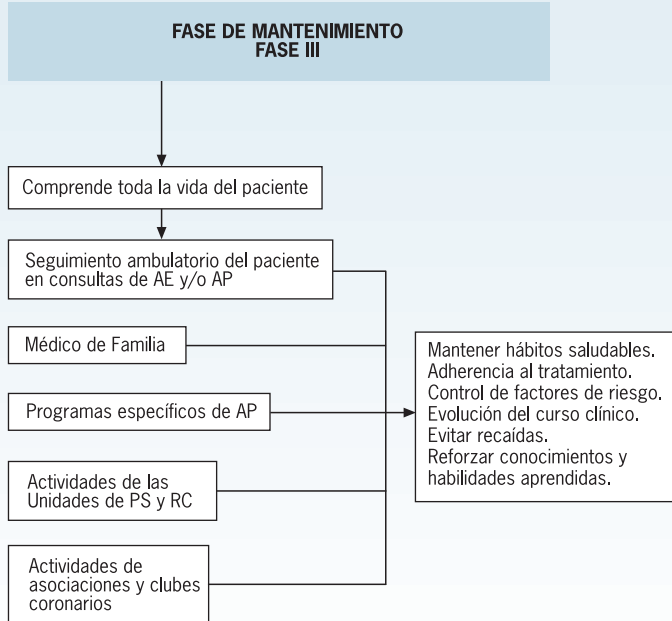 FASE DE MANTENIMIENTO
FASE III
Comprende toda la vida del paciente
Seguimiento ambulatorio del paciente
en consultas de AE y/o AP
Médico de Familia
Programas específicos de AP
Actividades de las
Unidades de PS y RC
Actividades de
asociaciones y clubes
coronarios
Mantener hábitos saludables.
Adherencia al tratamiento.
Control de factores de riesgo.
Evolución del curso clínico.
Evitar recaídas.
Reforzar conocimientos y
habilidades aprendidas.